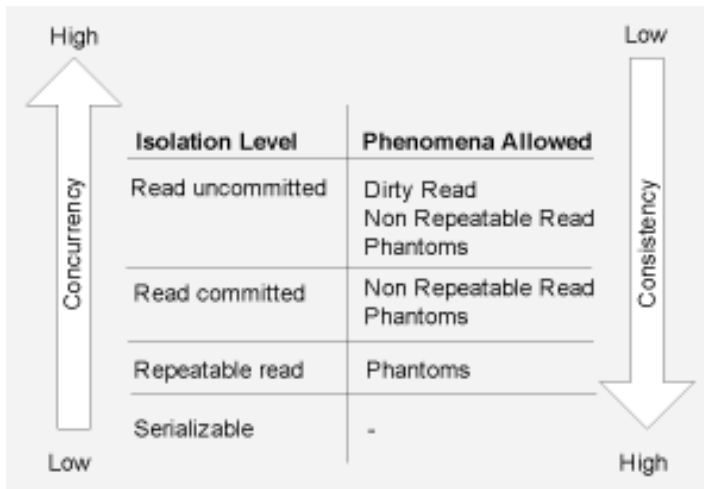 High
Low
Isolation Level
Phenomena Allowed
Read uncommitted
Dirty Read
Non Repeatable Read
Phantoms
Read committed
Non Repeatable Read
Phantoms
Repeatable read
Phantoms
Serializable
-
Concurrency
Consistency
Low
High